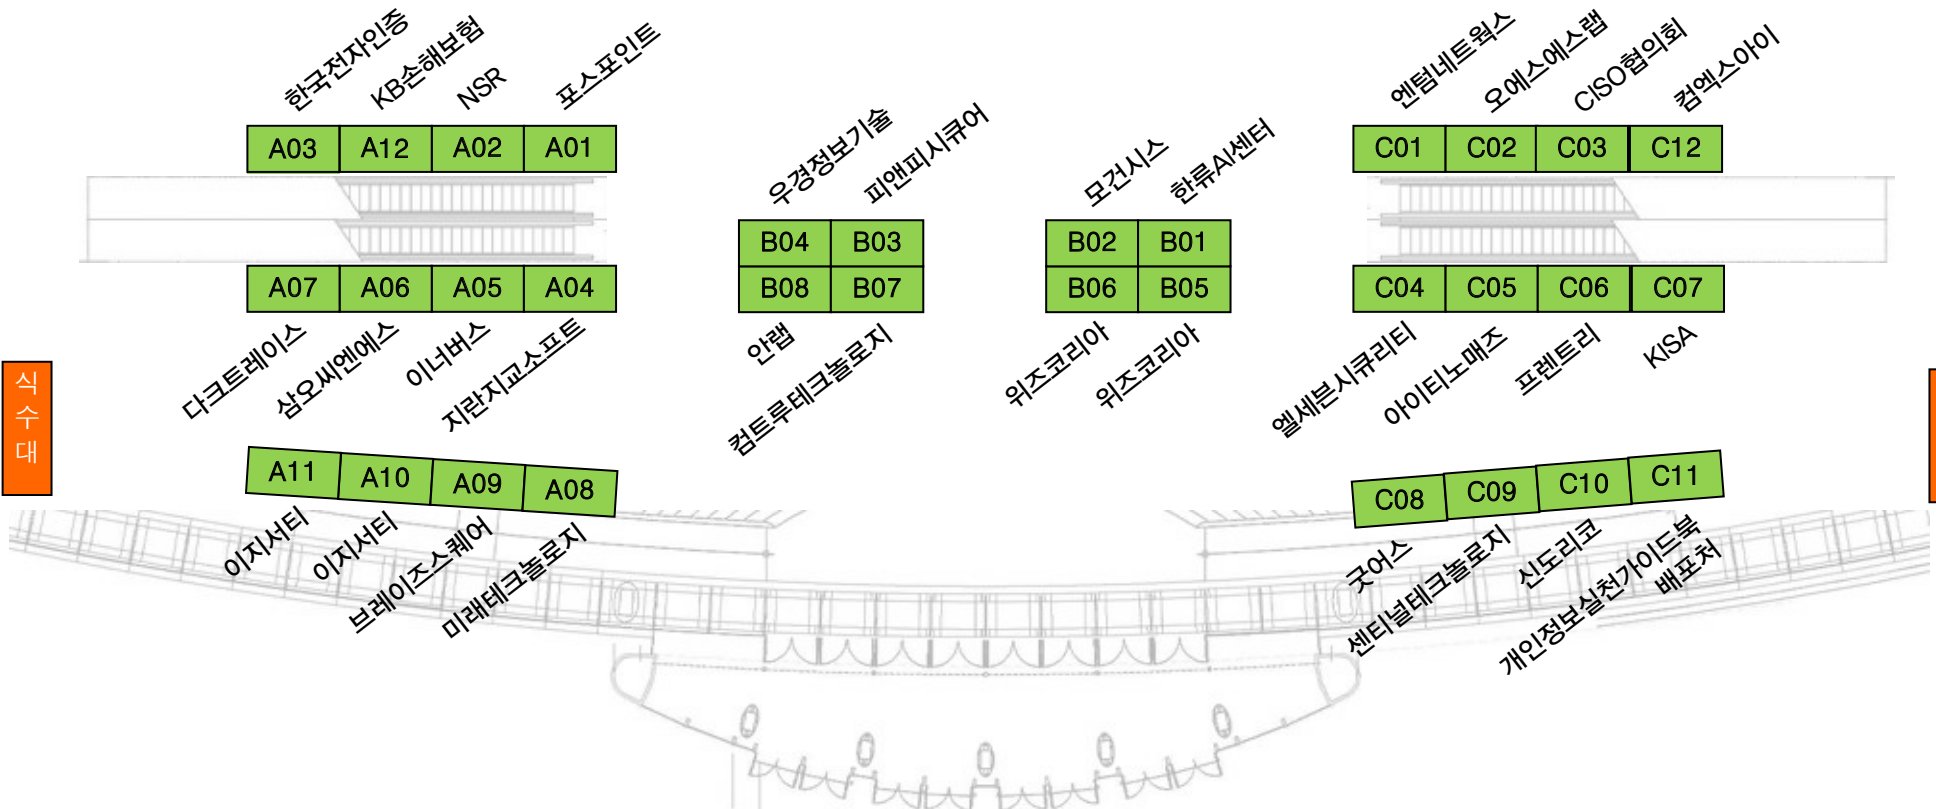 한국전자인증
KB손해보험
NSR
포스포인트
엔텀네트웍스
오에스에스랩
CISO협의회
컴엑스아이
A03 A12 A02 A01
C01 C02 C03 C12
우경정보기술
피앤피시큐어
모건시스
한류AI센터
B04 B03
B02 B01
B08 B07
B06 B05
A07 A06 A05 A04
C04 C05 C06 C07
다크트레이스
삼오씨엔에스
이너버스
지란지교소프트
안랩
컴트루테크놀로지
위즈코리아
위즈코리아
엘세븐시큐리티
아이티노매즈
프렌트리
KISA
식
수
대
A11 A10 A09 A08
C08 C09 C10 C11
이지서티
이지서티
브레이즈스퀘어
미래테크놀로지
굿어스
센티널테크놀로지
신도리코
개인정보실천가이드북
배포처